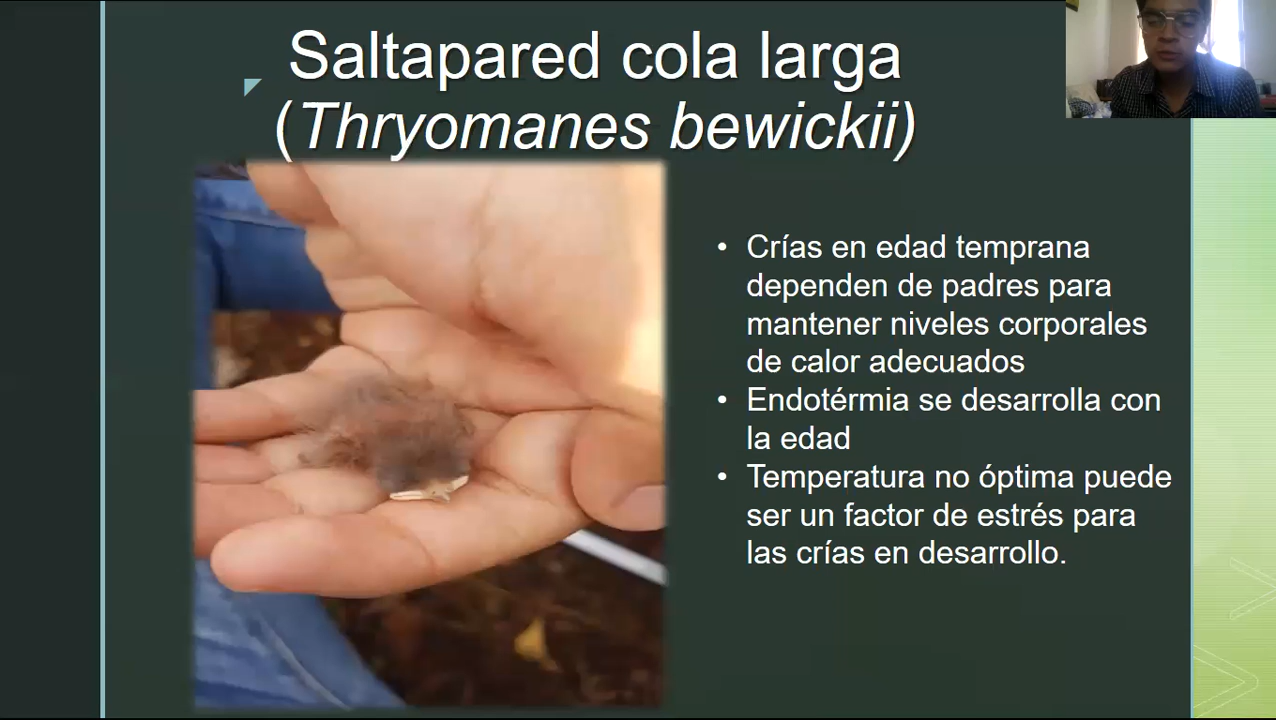 Saltapared cola larga
(Thryomanes bewickii)
• Crías en edad temprana
dependen de padres para
mantener niveles corporales
de calor adecuados
• Endotérmia se desarrolla con
la edad
• Temperatura no óptima puede
ser un factor de estrés para
las crías en desarrollo.